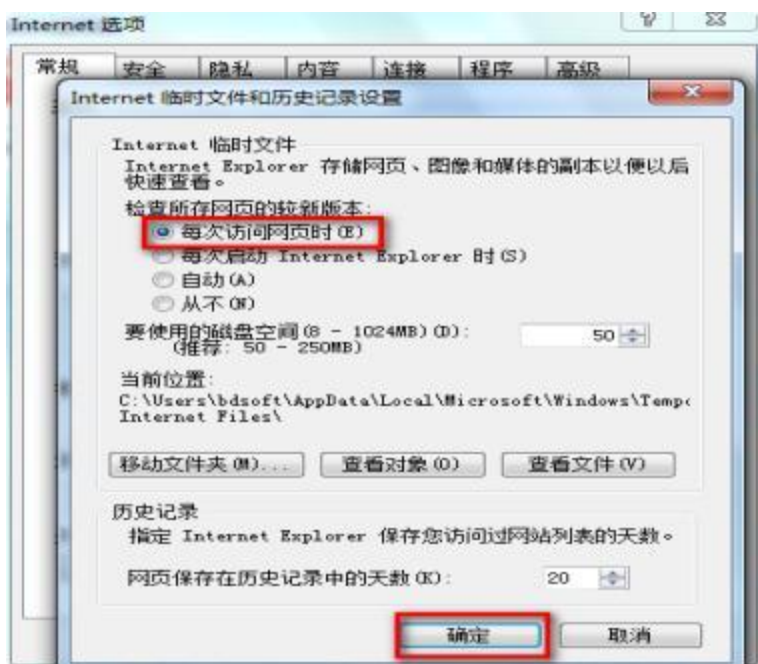 Internet 选项
常规 安全 隐私 内容 连接 程序 高级
Internet 临时文件和历史记录设置
Internet 临时文件
Internet Explorer 存储网页、图像和媒体的副本以便以后
快速查看。
检查所存网页的较新版本:
每次访问网页时(E)
每次启动 Internet Explorer 时(S)
自动(A)
从不(N)
要使用的磁盘空间(8 - 1024MB)(D): 50
(推荐: 50 - 250MB)
当前位置:
C:\Users\bdsoft\AppData\Local\Microsoft\Windows\Tempo
Internet Files\
移动文件夹(M)... 查看对象(O) 查看文件(V)
历史记录
指定 Internet Explorer 保存您访问过网站列表的天数。
网页保存在历史记录中的天数(K): 20
确定 取消